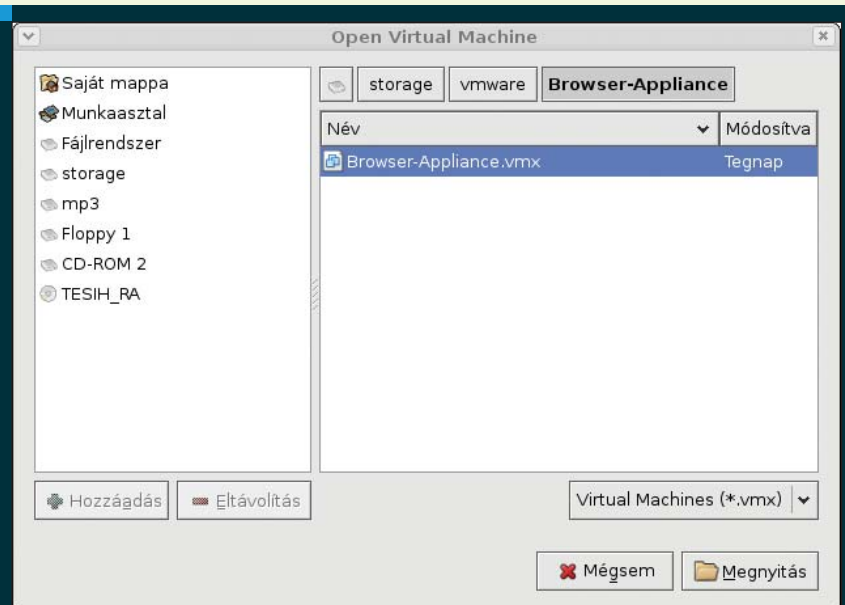 Open Virtual Machine
Saját mappa
Munkaasztal
Fájlrendszer
storage
mp3
Floppy 1
CD-ROM 2
TESIH_RA
storage vmware Browser-Appliance
Név Módosítva
Browser-Appliance.vmx Tegnap
Hozzáadás Eltávolítás
Virtual Machines (*.vmx)
Mégsem Megnyitás